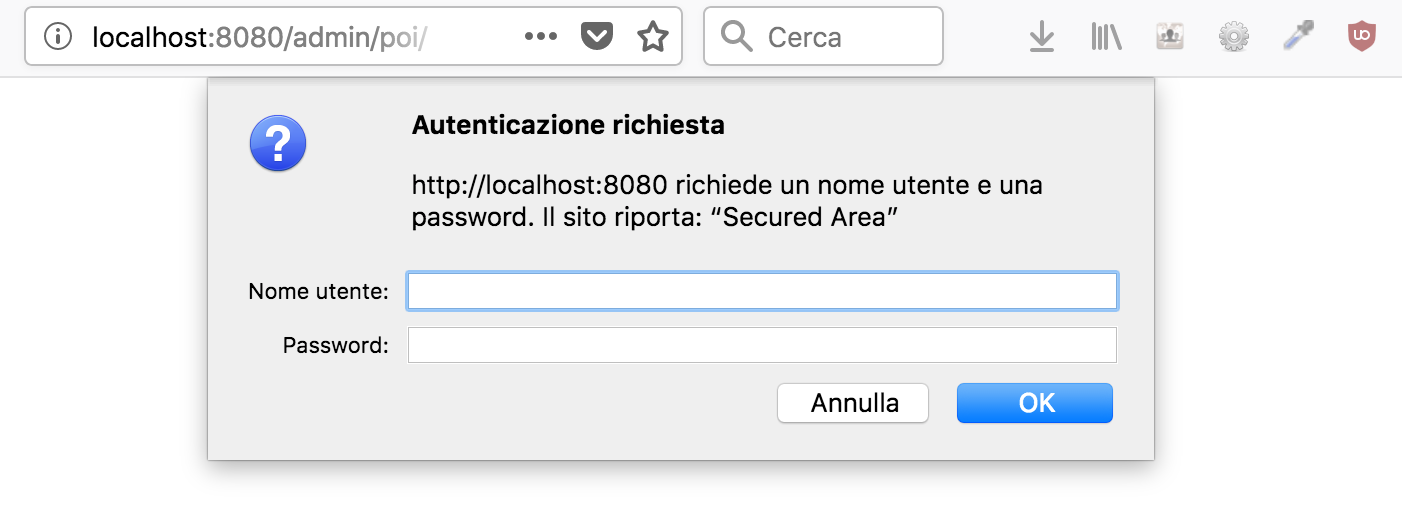 localhost:8080/admin/poi/
Cerca
Autenticazione richiesta
http://localhost:8080 richiede un nome utente e una
password. Il sito riporta: “Secured Area”
Nome utente:
Password:
Annulla
OK